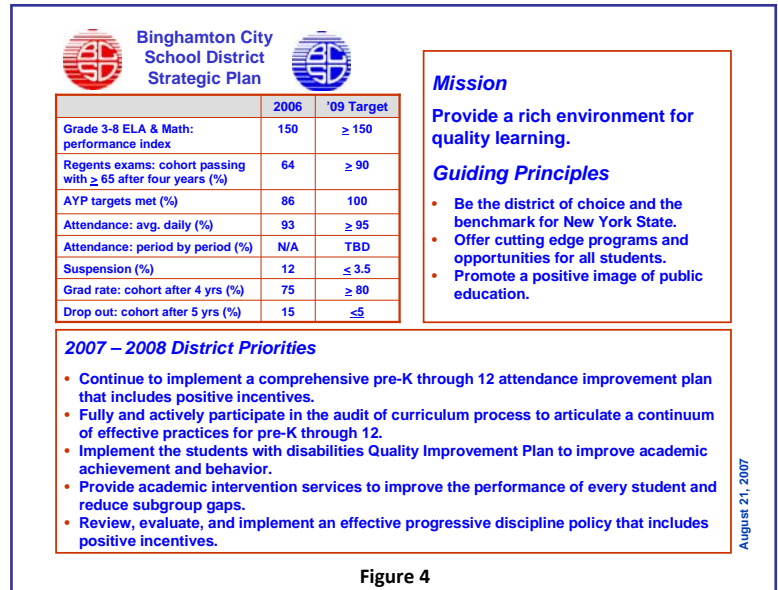 Binghamton City
School District
Strategic Plan
2006 '09 Target
Grade 3-8 ELA & Math:
performance index 150 ≥ 150
Regents exams: cohort passing
with ≥ 65 after four years (%) 64 ≥ 90
AYP targets met (%) 86 100
Attendance: avg. daily (%) 93 ≥ 95
Attendance: period by period (%) N/A TBD
Suspension (%) 12 ≤ 3.5
Grad rate: cohort after 4 yrs (%) 75 ≥ 80
Drop out: cohort after 5 yrs (%) 15 ≤5
Mission
Provide a rich environment for
quality learning.
Guiding Principles
• Be the district of choice and the
benchmark for New York State.
• Offer cutting edge programs and
opportunities for all students.
• Promote a positive image of public
education.
2007 – 2008 District Priorities
• Continue to implement a comprehensive pre-K through 12 attendance improvement plan
that includes positive incentives.
• Fully and actively participate in the audit of curriculum process to articulate a continuum
of effective practices for pre-K through 12.
• Implement the students with disabilities Quality Improvement Plan to improve academic
achievement and behavior.
• Provide academic intervention services to improve the performance of every student and
reduce subgroup gaps.
• Review, evaluate, and implement an effective progressive discipline policy that includes
positive incentives.
August 21, 2007
Figure 4